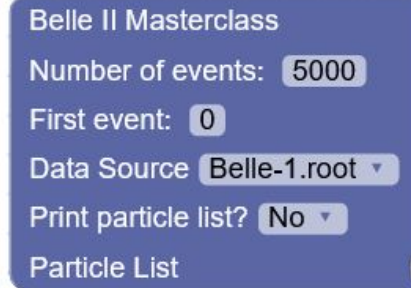 Belle II Masterclass
Number of events: 5000
First event: 0
Data Source Belle-1.root
Print particle list? No
Particle List